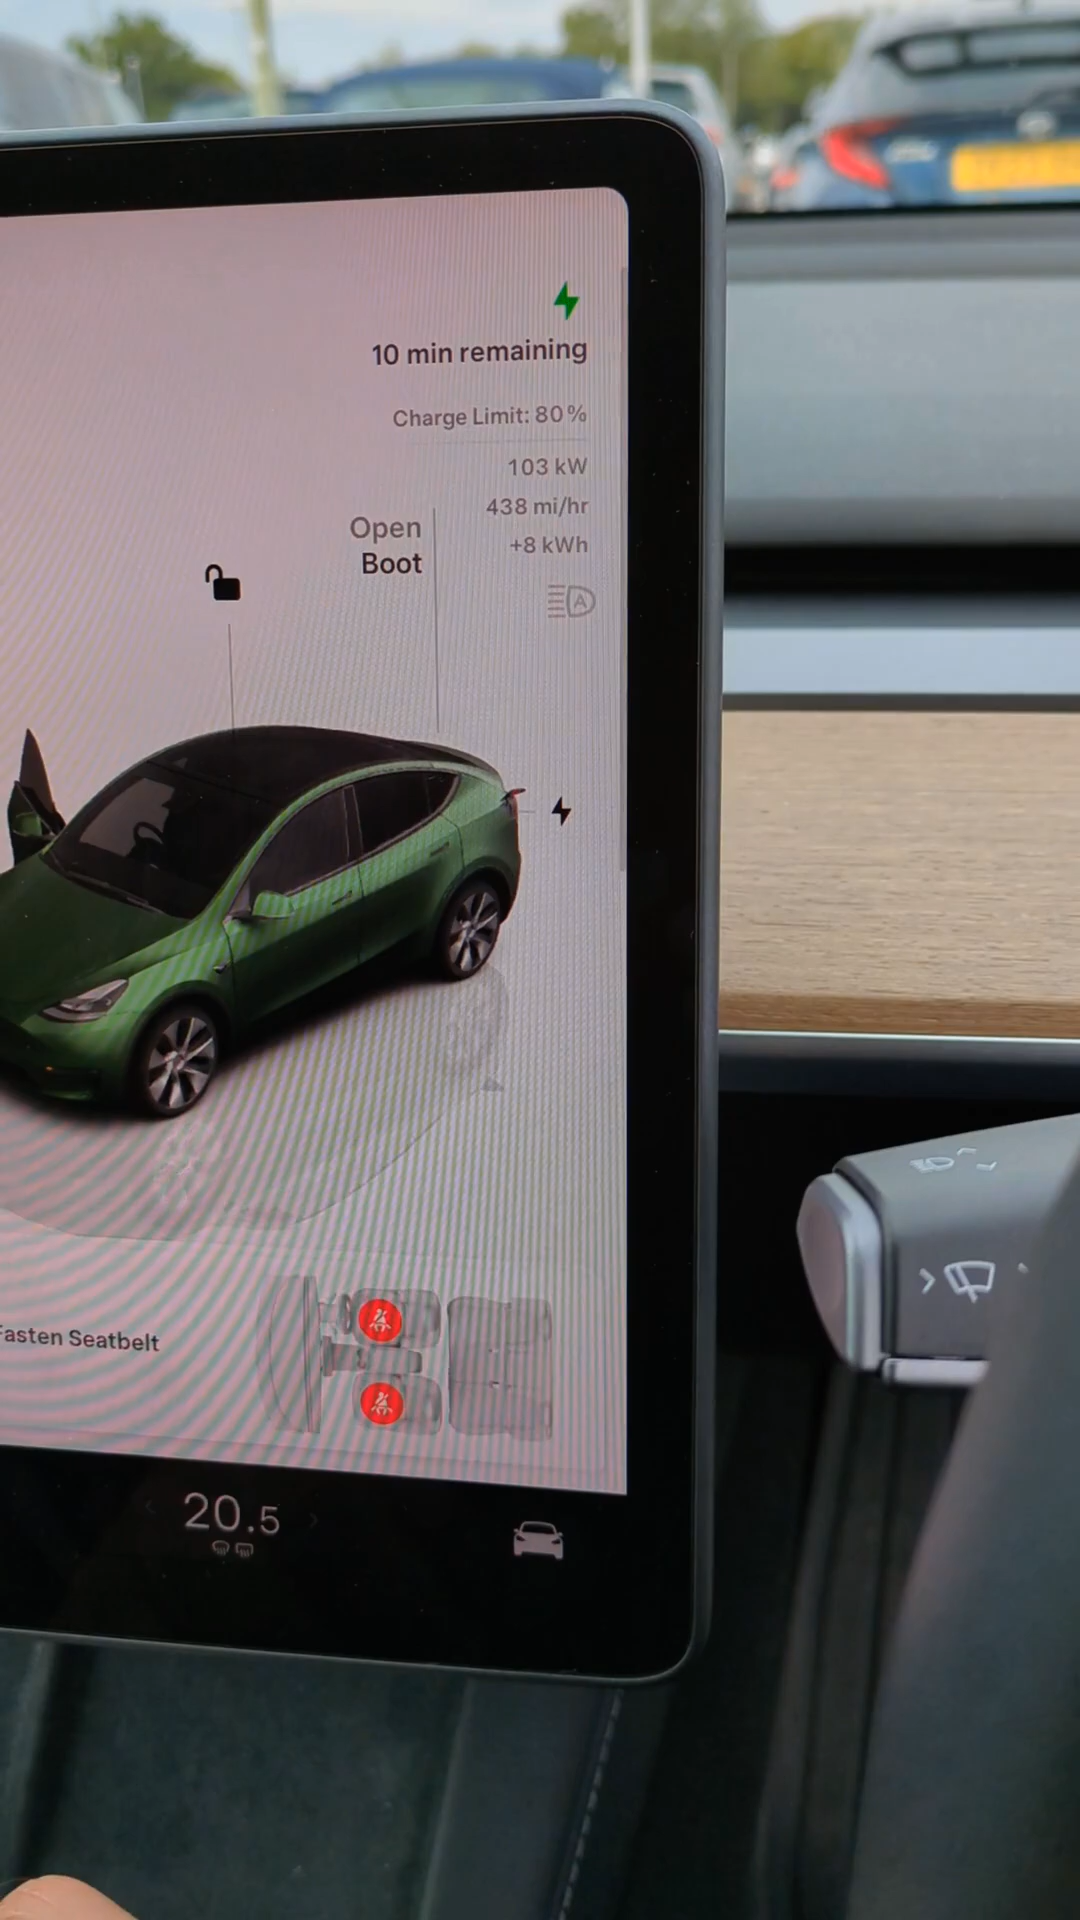 10 min remaining
Charge Limit: 80%
103 kW
438 mi/hr
+8 kWh
Open
Boot
A
Fasten Seatbelt
20.5